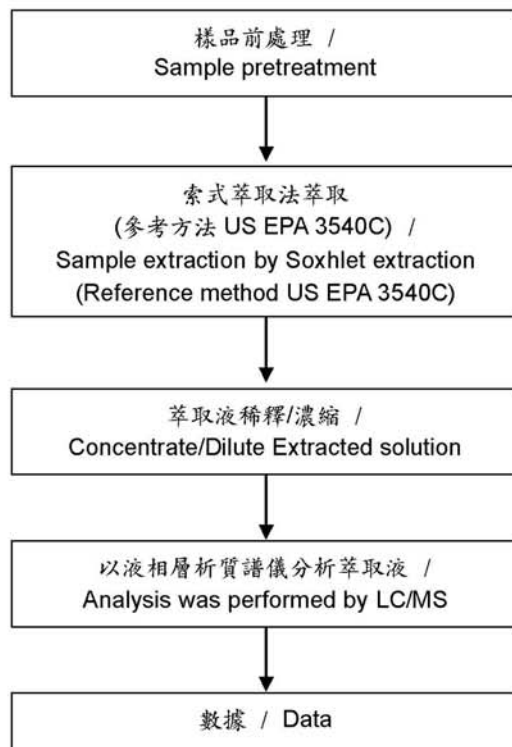 樣品前處理 /
Sample pretreatment
索式萃取法萃取
(參考方法 US EPA 3540C) /
Sample extraction by Soxhlet extraction
(Reference method US EPA 3540C)
萃取液稀釋/濃縮 /
Concentrate/Dilute Extracted solution
以液相層析質譜儀分析萃取液 /
Analysis was performed by LC/MS
數據 / Data